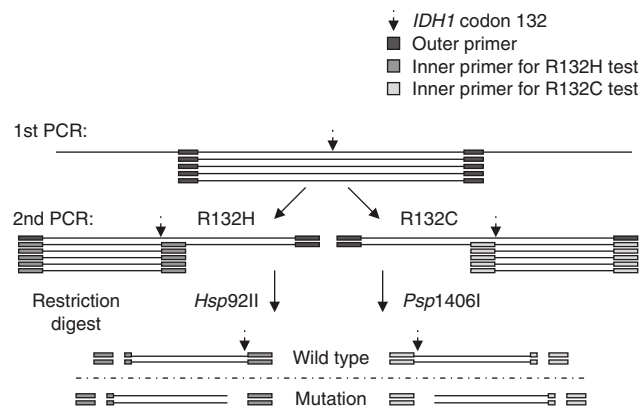 IDH1 codon 132
Outer primer
Inner primer for R132H test
Inner primer for R132C test
1st PCR:
2nd PCR:
R132H
R132C
Restriction
digest
Hsp92II
Psp1406I
Wild type
Mutation